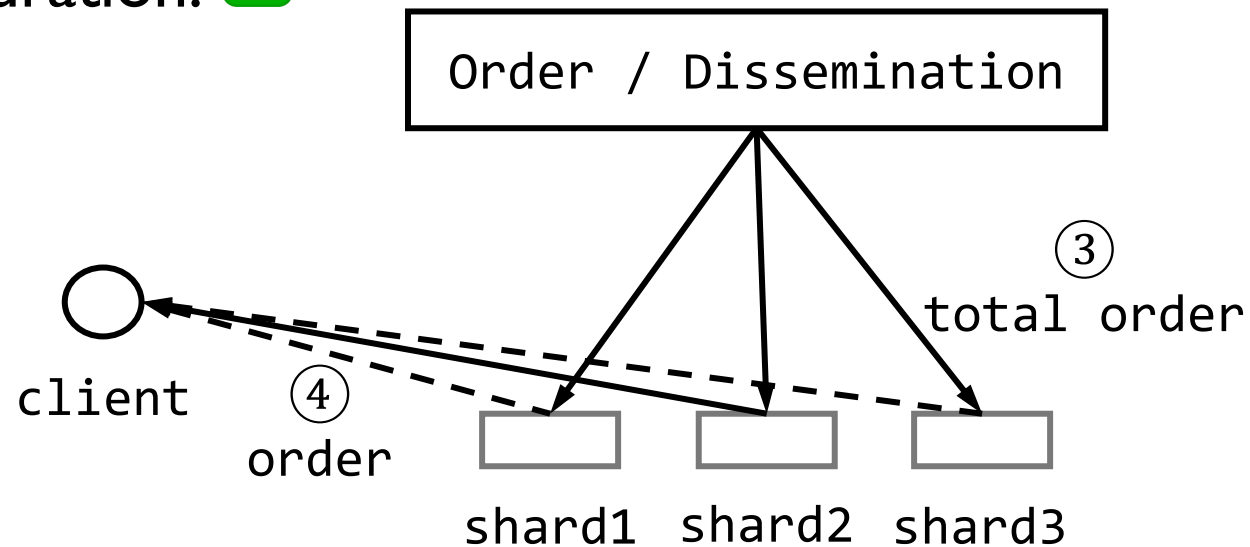 Order / Dissemination
③
total order
client
④
order
shard1 shard2 shard3